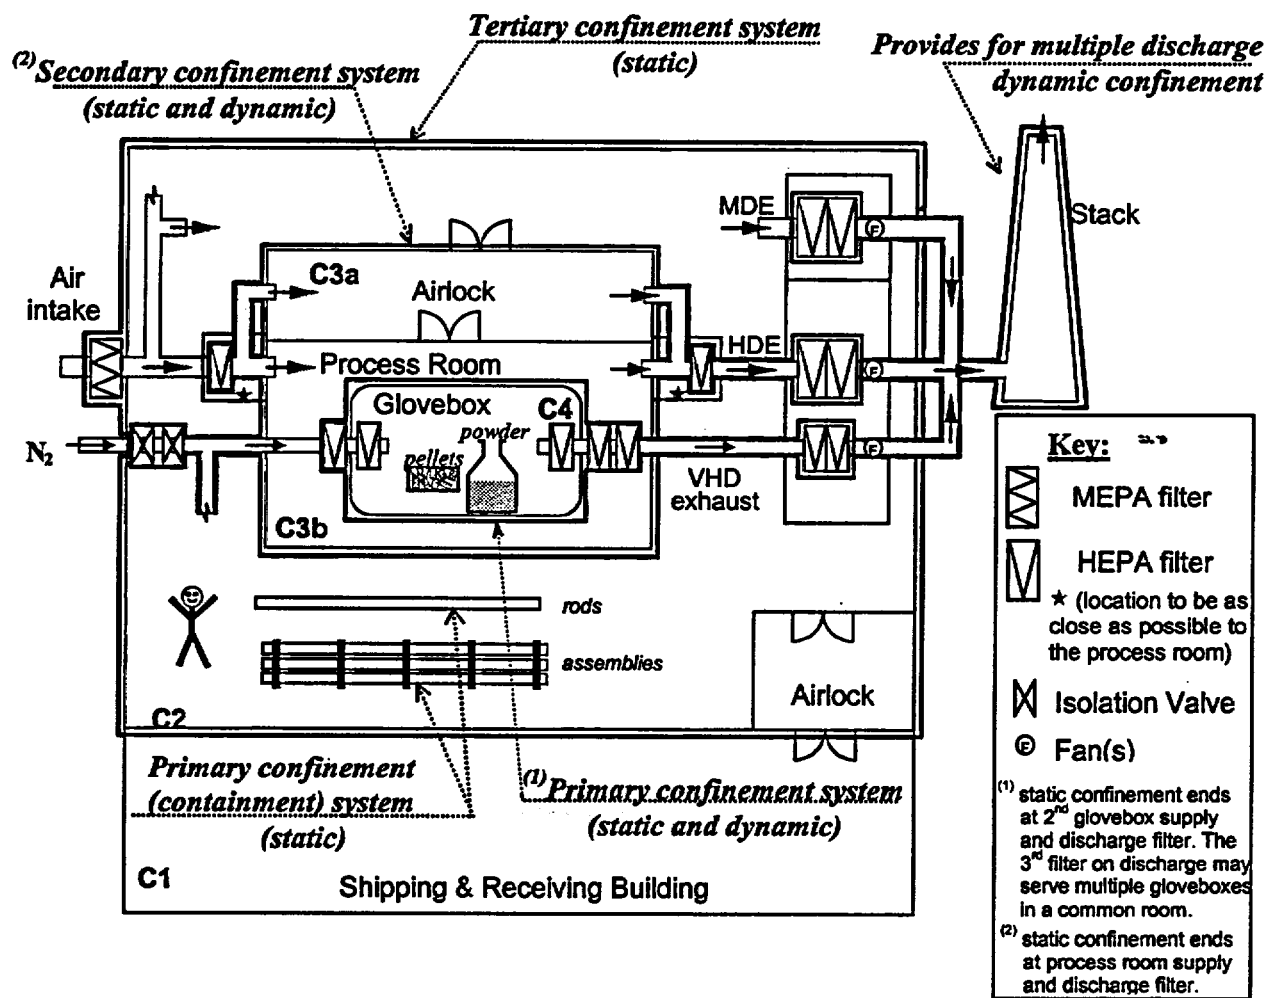 Tertiary confinement system
(static)
Provides for multiple discharge
dynamic confinement
(2)Secondary confinement system
(static and dynamic)
MDE
F
Stack
C3a
Airlock
Air
intake
Process Room
HDE
F
Glovebox
C4
powder
pellets
N2
F
VHD
exhaust
C3b
rods
assemblies
Airlock
C2
Primary confinement
(containment) system
(static)
(1)Primary confinement system
(static and dynamic)
C1
Shipping & Receiving Building
Key:
MEPA filter
HEPA filter
★ (location to be as
close as possible to
the process room)
Isolation Valve
F Fan(s)
(1) static confinement ends
at 2nd glovebox supply
and discharge filter. The
3rd filter on discharge may
serve multiple gloveboxes
in a common room.
(2) static confinement ends
at process room supply
and discharge filter.